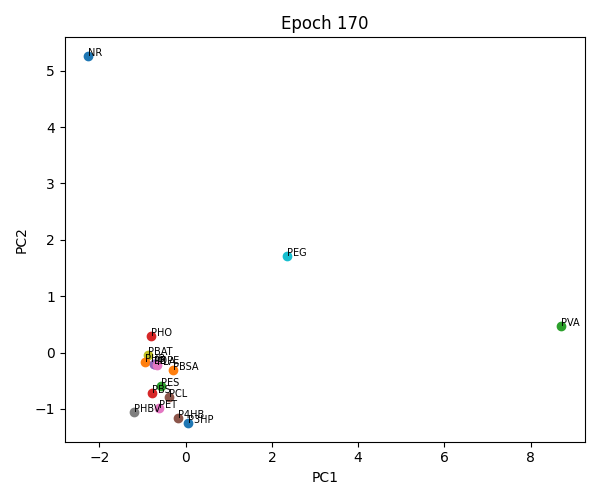 Epoch 170
NR
PEG
PVA
PHO
PBAT
PBSA
PES
PCL
PET
PHBV
P4HB
P3HP
PC2
5
4
3
2
1
0
−1
−2
0
2
4
6
8
PC1